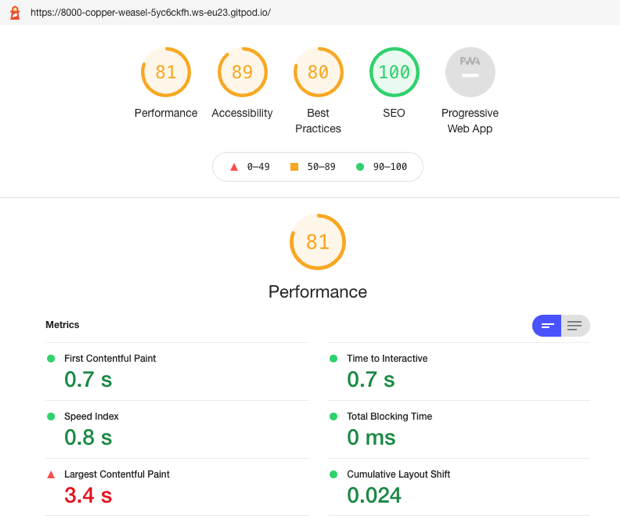 https://8000-copper-weasel-5yc6ckfh.ws-eu23.gitpod.io/
81 89 80 100 PWA
Performance Accessibility Best Practices SEO Progressive Web App
0–49 50–89 90–100
81
Performance
Metrics
First Contentful Paint
0.7 s
Time to Interactive
0.7 s
Speed Index
0.8 s
Total Blocking Time
0 ms
Largest Contentful Paint
3.4 s
Cumulative Layout Shift
0.024